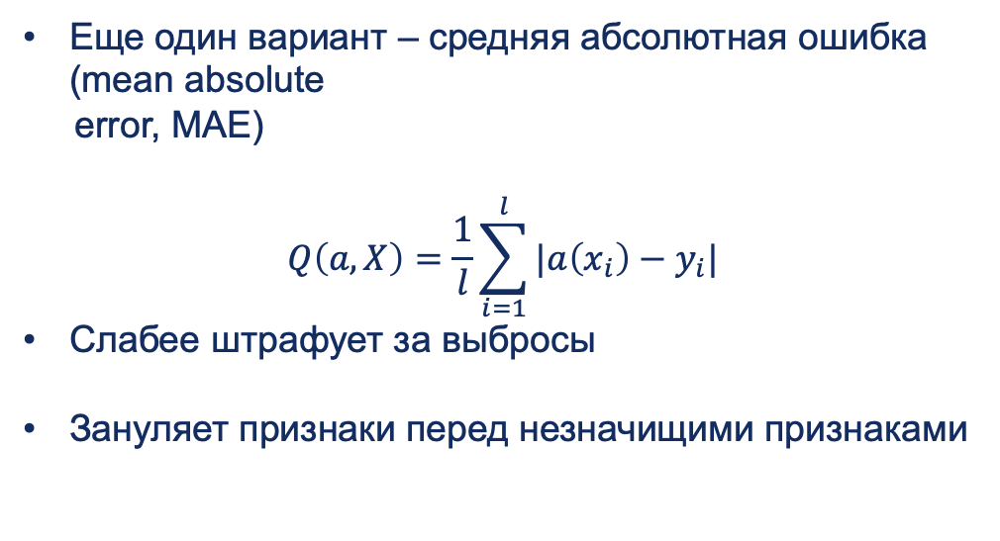 • Еще один вариант – средняя абсолютная ошибка
(mean absolute
error, MAE)
Q(a, X) = \frac{1}{l} \sum_{i=1}^{l} |a(x_i) − y_i|
• Слабее штрафует за выбросы
• Зануляет признаки перед незначищими признаками